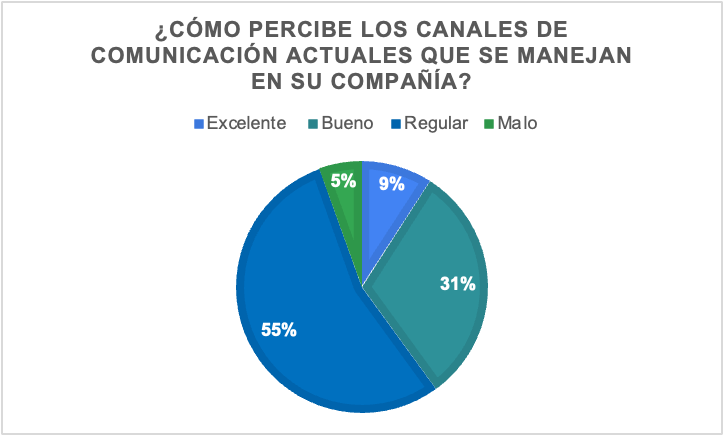 ¿CÓMO PERCIBE LOS CANALES DE
COMUNICACIÓN ACTUALES QUE SE MANEJAN
EN SU COMPAÑÍA?
Excelente Bueno Regular Malo
5% 9%
31%
55%